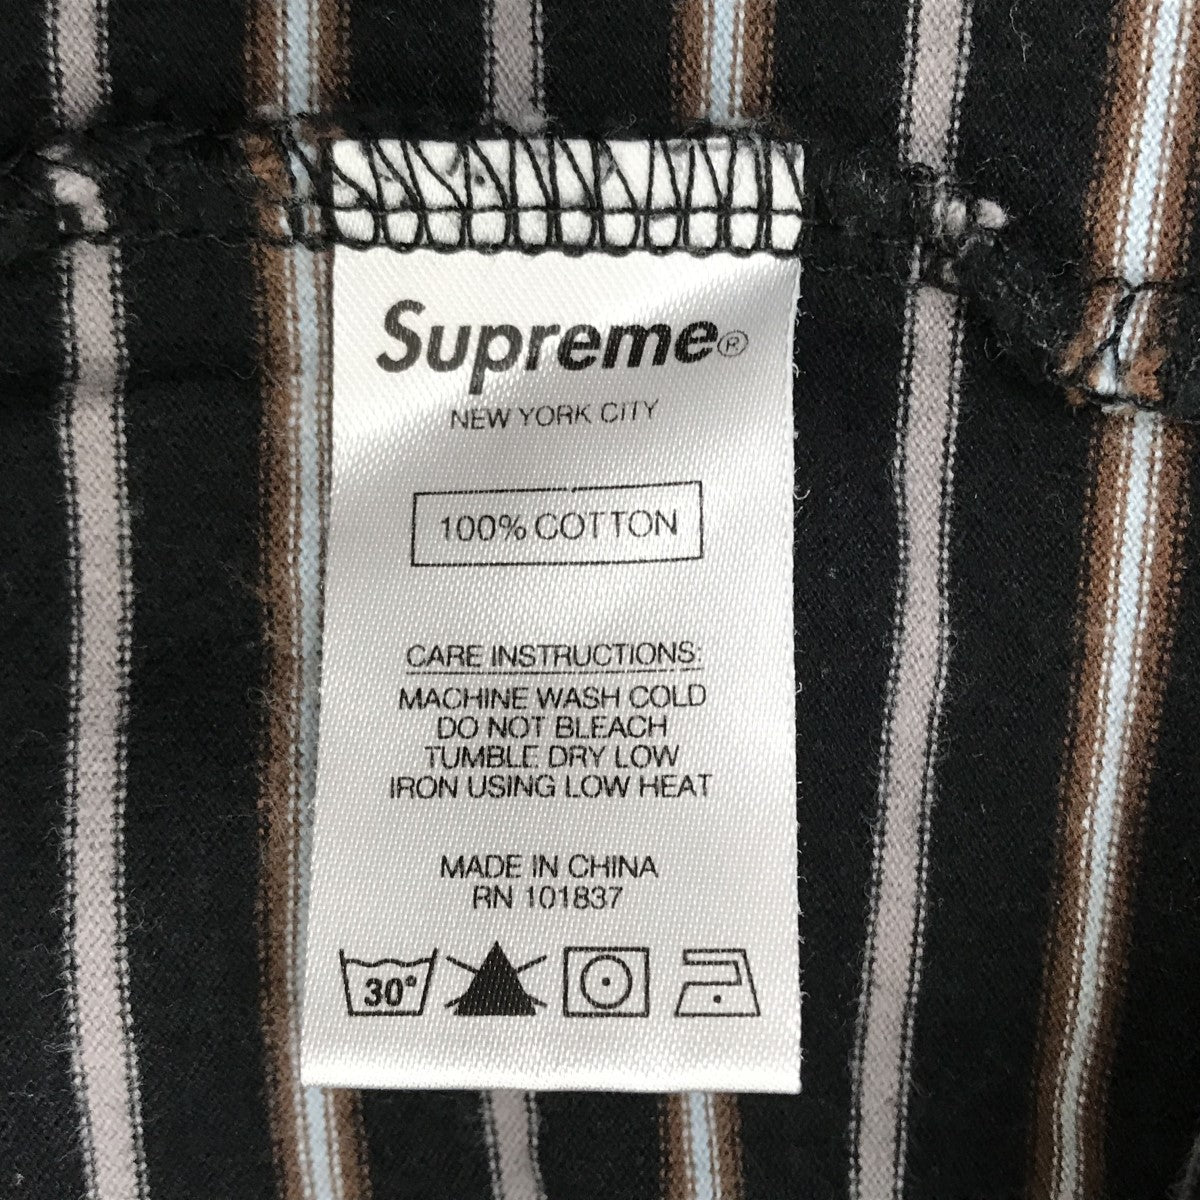 Supreme®
NEW YORK CITY
100% COTTON
CARE INSTRUCTIONS:
MACHINE WASH COLD
DO NOT BLEACH
TUMBLE DRY LOW
IRON USING LOW HEAT
MADE IN CHINA
RN 101837
30°